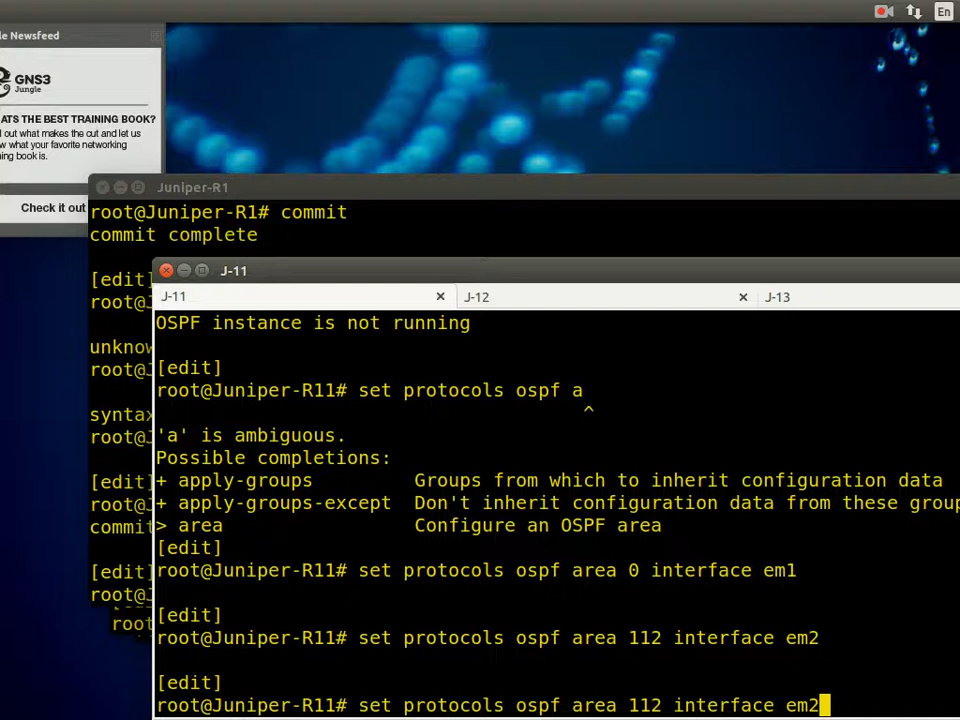 En
le Newsfeed
GNS3
Jungle
ATS THE BEST TRAINING BOOK?
out what makes the cut and let us
w what your favorite networking
ing book is.
Check it out
Juniper-R1
root@Juniper-R1# commit
commit complete
[edit]
root@J
unknow
root@J
syntax
root@J
[edit]
root@J
commit
[edit]
root@J
root
J-11
J-11
J-12
J-13
OSPF instance is not running
[edit]
root@Juniper-R11# set protocols ospf a
^
'a' is ambiguous.
Possible completions:
+ apply-groups Groups from which to inherit configuration data
+ apply-groups-except Don't inherit configuration data from these group
> area Configure an OSPF area
[edit]
root@Juniper-R11# set protocols ospf area 0 interface em1
[edit]
root@Juniper-R11# set protocols ospf area 112 interface em2
[edit]
root@Juniper-R11# set protocols ospf area 112 interface em2